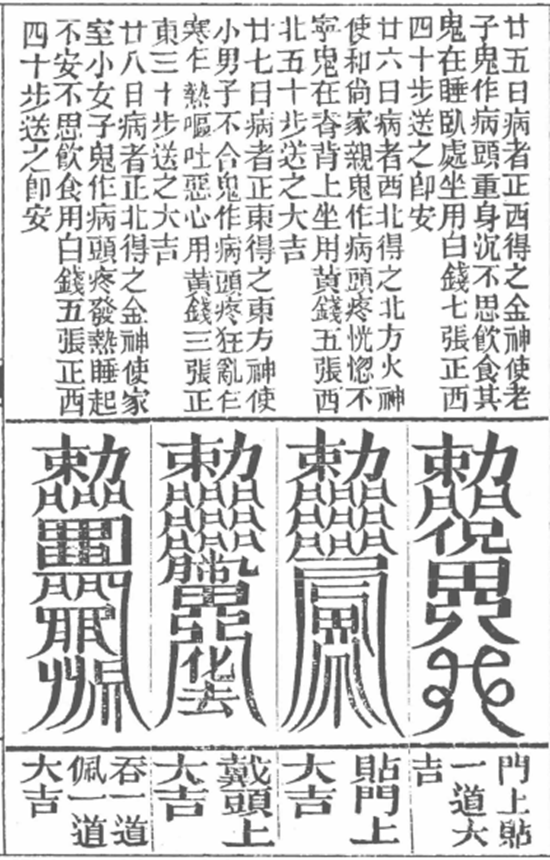 廿五日病者正西得之金神使老
子鬼作病頭重身沉不思飲食其
鬼在睡臥處坐用白錢七張正西
四十步送之卽安
廿六日病者西北得之北方火神
使和尚家親鬼作病頭疼恍惚不
寧鬼在脊背上坐用黃錢五張西
北五十步送之大吉
廿七日病者正東得之東方神使
小男子不合鬼作病頭疼狂亂
寒熱嘔吐惡心用黃錢三張正
東三十步送之大吉
廿八日病者正北得之金神使家
室小女子鬼作病頭疼發熱睡起
不安不思飲食用白錢五張正西
四十步送之卽安
勅
勅
勅
化去
勅
門上貼
一道大
吉
貼門上
大吉
戴頭上
大吉
吞一道
佩一道
大吉